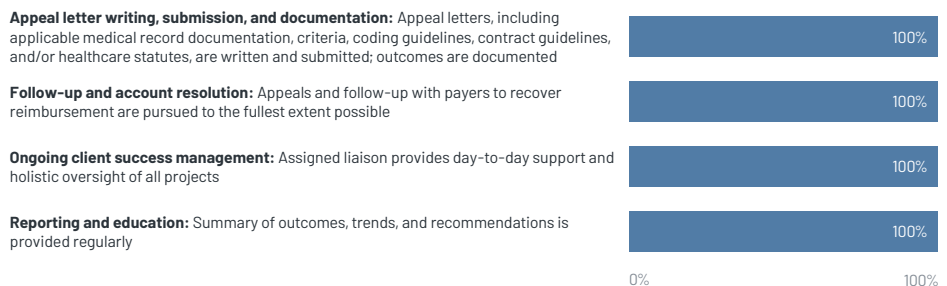 Appeal letter writing, submission, and documentation: Appeal letters, including
applicable medical record documentation, criteria, coding guidelines, contract guidelines,
and/or healthcare statutes, are written and submitted; outcomes are documented
100%
Follow-up and account resolution: Appeals and follow-up with payers to recover
reimbursement are pursued to the fullest extent possible
100%
Ongoing client success management: Assigned liaison provides day-to-day support and
holistic oversight of all projects
100%
Reporting and education: Summary of outcomes, trends, and recommendations is
provided regularly
100%
0% 100%